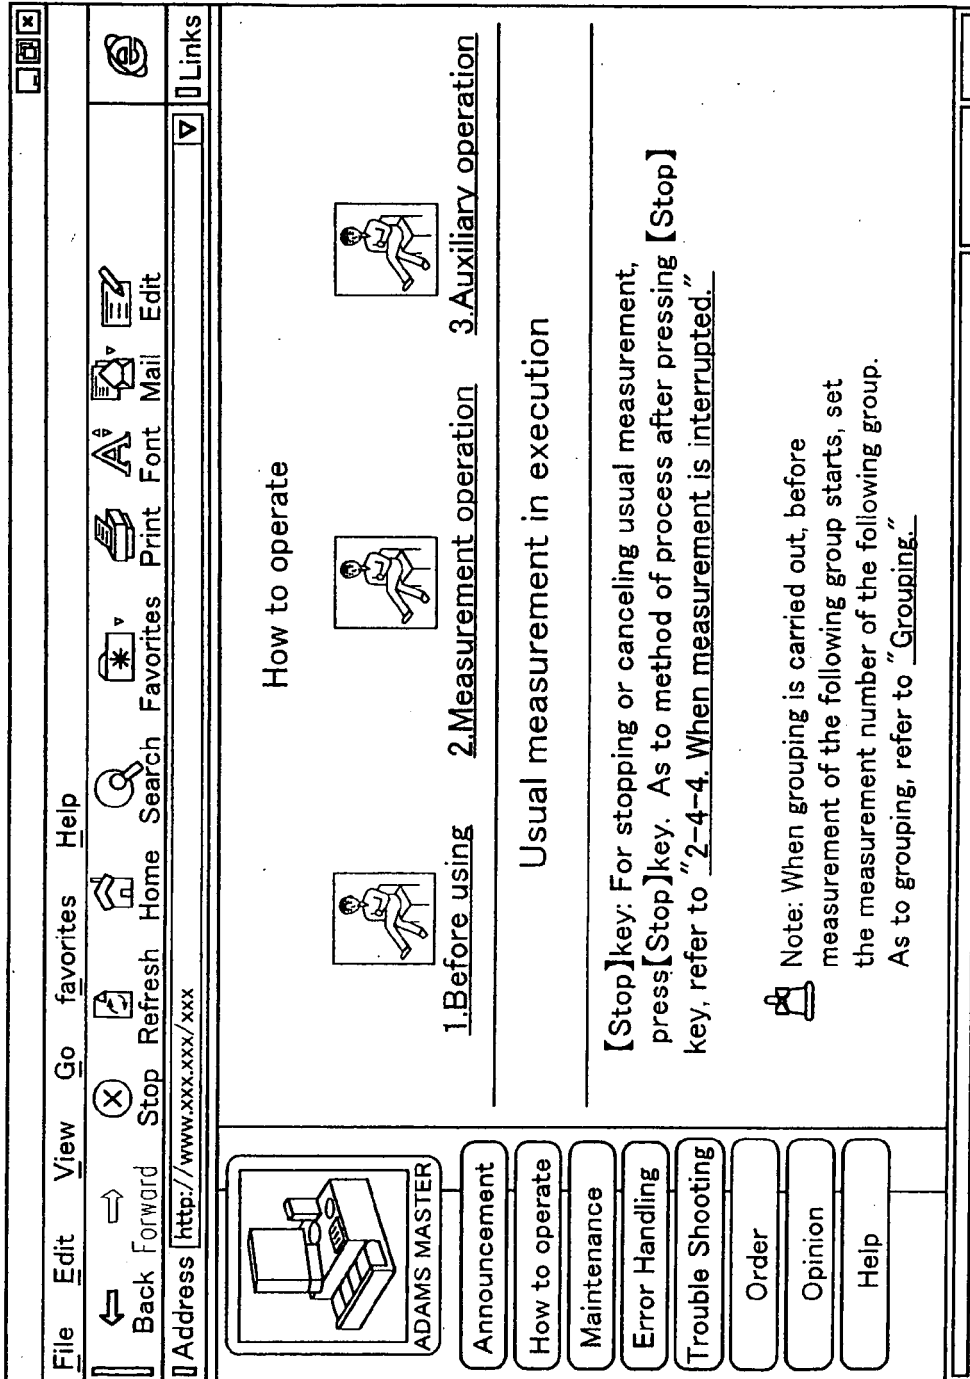 File Edit View Go favorites Help
Back Forward Stop Refresh Home Search Favorites Print Font Mail Edit
Address http://www.xxx.xxx/xxx Links
ADAMS MASTER
Announcement
How to operate
Maintenance
Error Handling
Trouble Shooting
Order
Opinion
Help
How to operate
1.Before using 2.Measurement operation 3.Auxiliary operation
Usual measurement in execution
【Stop】key: For stopping or canceling usual measurement,
press【Stop】key. As to method of process after pressing【Stop】
key, refer to "2-4-4. When measurement is interrupted."
Note: When grouping is carried out, before
measurement of the following group starts, set
the measurement number of the following group.
As to grouping, refer to "Grouping."